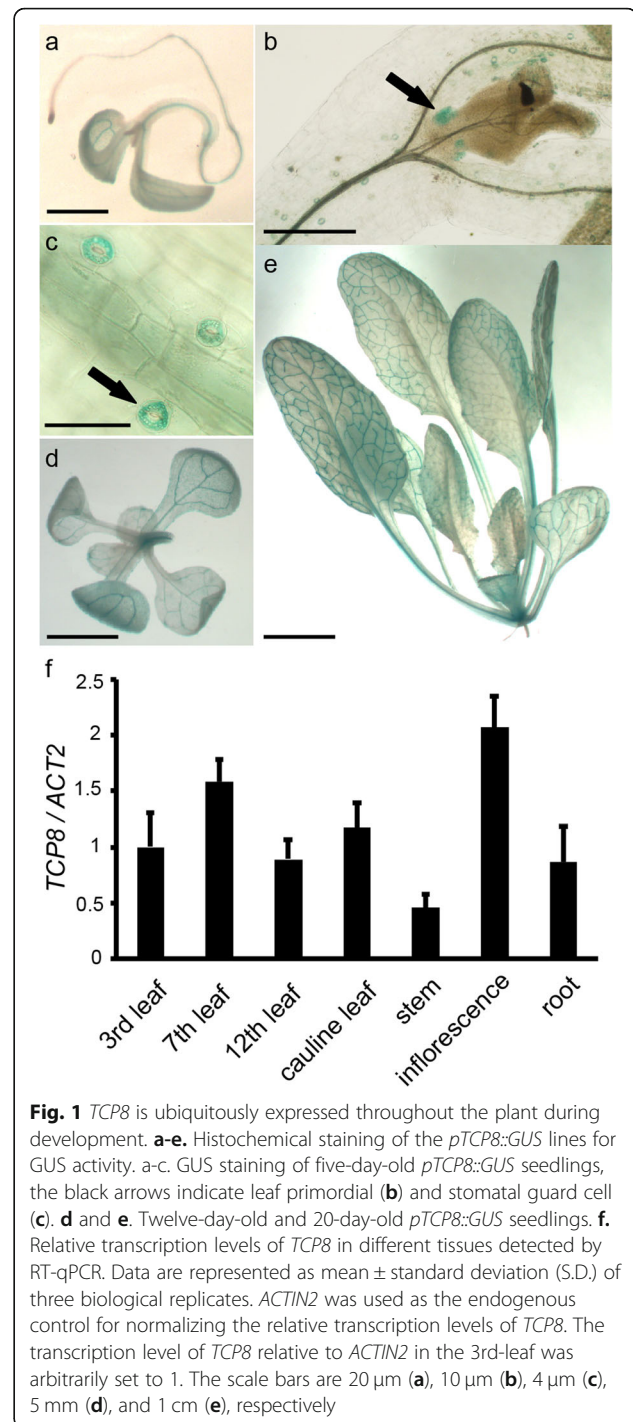 a
b
c
d
e
f
TCP8 / ACT2
2.5
2
1.5
1
0.5
0
3rd leaf
7th leaf
12th leaf
cauline leaf
stem
inflorescence
root
Fig. 1 TCP8 is ubiquitously expressed throughout the plant during
development. a-e. Histochemical staining of the pTCP8::GUS lines for
GUS activity. a-c. GUS staining of five-day-old pTCP8::GUS seedlings,
the black arrows indicate leaf primordial (b) and stomatal guard cell
(c). d and e. Twelve-day-old and 20-day-old pTCP8::GUS seedlings. f.
Relative transcription levels of TCP8 in different tissues detected by
RT-qPCR. Data are represented as mean ± standard deviation (S.D.) of
three biological replicates. ACTIN2 was used as the endogenous
control for normalizing the relative transcription levels of TCP8. The
transcription level of TCP8 relative to ACTIN2 in the 3rd-leaf was
arbitrarily set to 1. The scale bars are 20 μm (a), 10 μm (b), 4 μm (c),
5 mm (d), and 1 cm (e), respectively